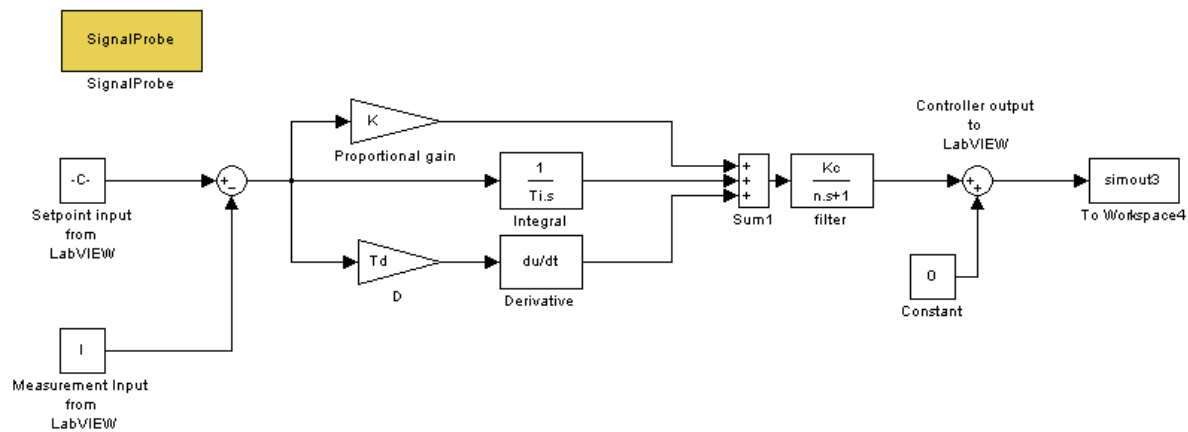 SignalProbe
SignalProbe
Controller output
to
LabVIEW
K
Proportional gain
-C-
Setpoint input
from
LabVIEW
+
-
1
Ti.s
Integral
+
+
+
Sum1
Kc
n.s+1
filter
+
+
simout3
To Workspace4
Td
D
du/dt
Derivative
0
Constant
I
Measurement Input
from
LabVIEW